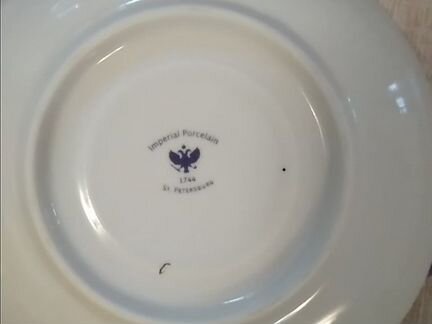 Imperial Porcelain
1744
St. Petersburg